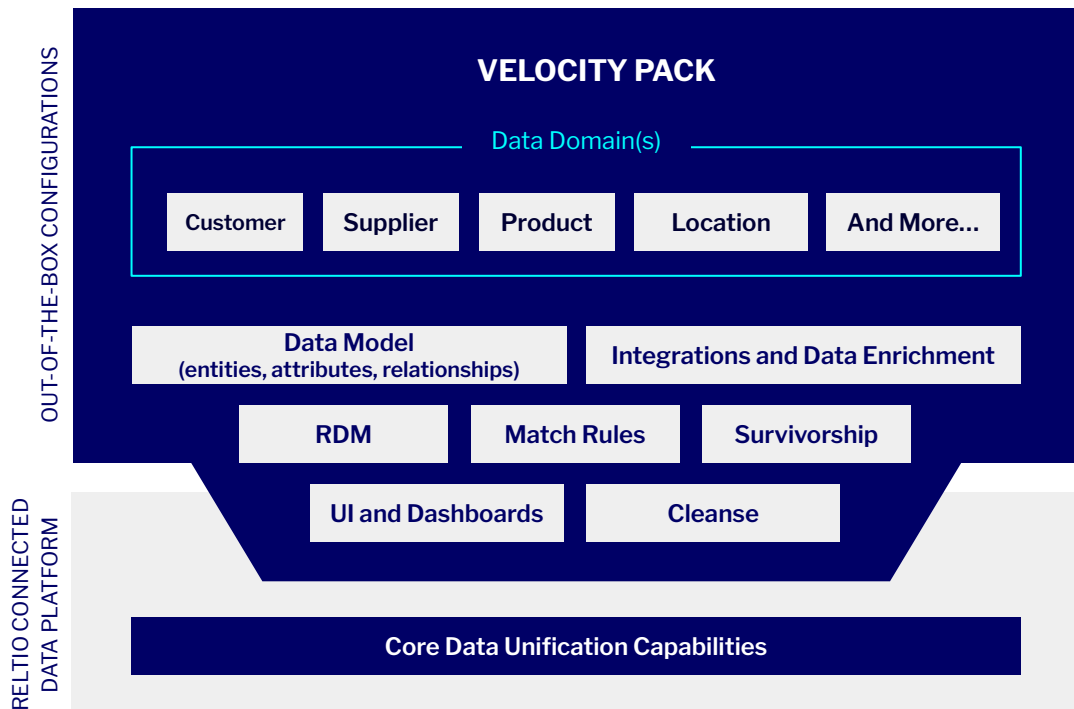 VELOCITY PACK
Data Domain(s)
Customer
Supplier
Product
Location
And More...
Data Model
(entities, attributes, relationships)
Integrations and Data Enrichment
RDM
Match Rules
Survivorship
UI and Dashboards
Cleanse
Core Data Unification Capabilities
OUT-OF-THE-BOX CONFIGURATIONS
RELTIO CONNECTED
DATA PLATFORM